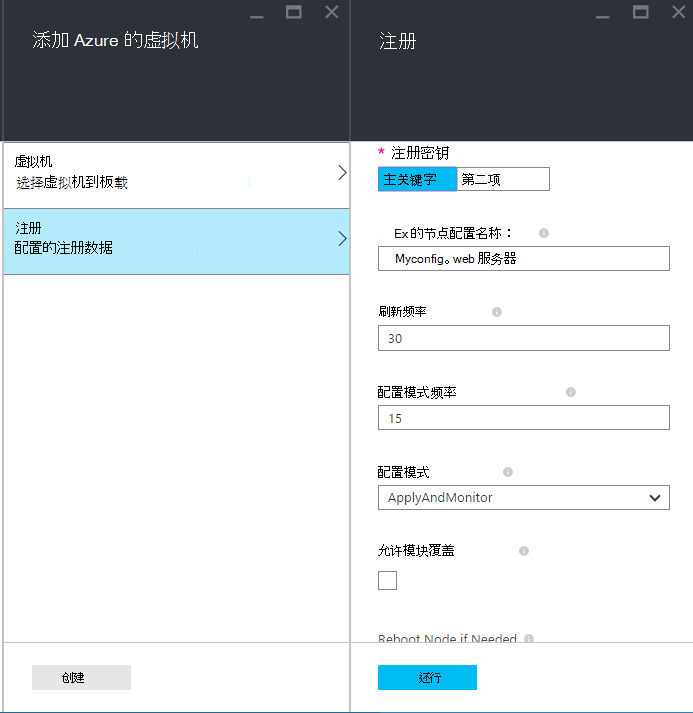 添加 Azure 的虚拟机
虚拟机
选择虚拟机到板载
注册
配置的注册数据
创建
注册
* 注册密钥
主关键字 第二项
Ex 的节点配置名称：
Myconfig。web 服务器
刷新频率
30
配置模式频率
15
配置模式
ApplyAndMonitor
允许模块覆盖
Reboot Node if Needed
还行